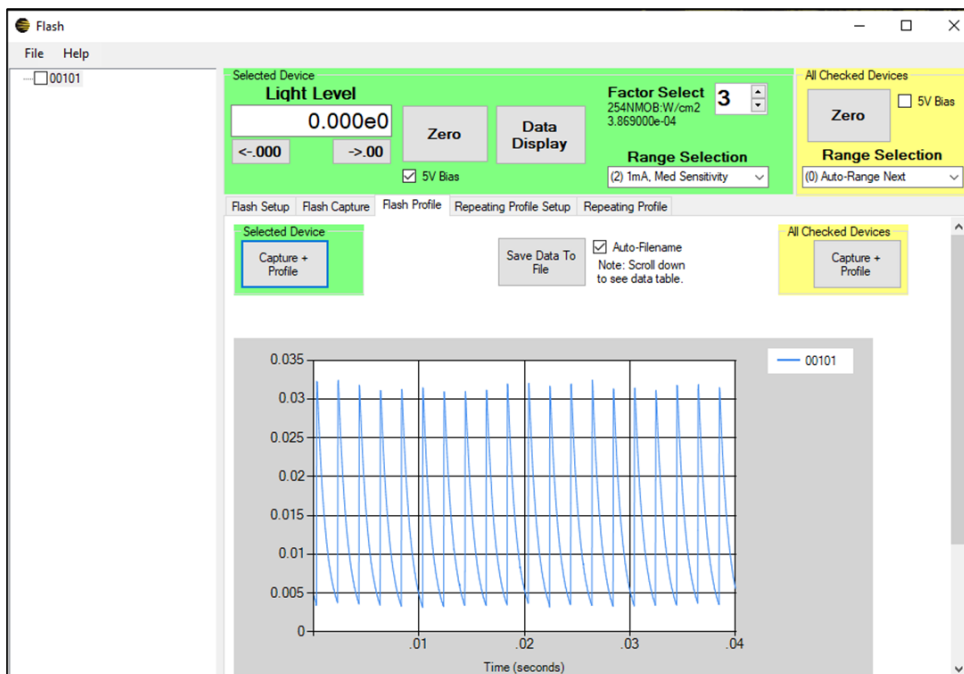 Flash
File Help
00101
Selected Device
Light Level
0.000e0
<-.000
->.00
Zero
Data
Display
5V Bias
Factor Select
254NMOB:W/cm2
3.869000e-04
3
Range Selection
(2) 1mA, Med Sensitivity
All Checked Devices
Zero
5V Bias
Range Selection
(0) Auto-Range Next
Flash Setup Flash Capture Flash Profile Repeating Profile Setup Repeating Profile
Selected Device
Capture +
Profile
Save Data To
File
Auto-Filename
Note: Scroll down
to see data table.
All Checked Devices
Capture +
Profile
0.035
0.03
0.025
0.02
0.015
0.01
0.005
0
.01 .02 .03 .04
Time (seconds)
00101